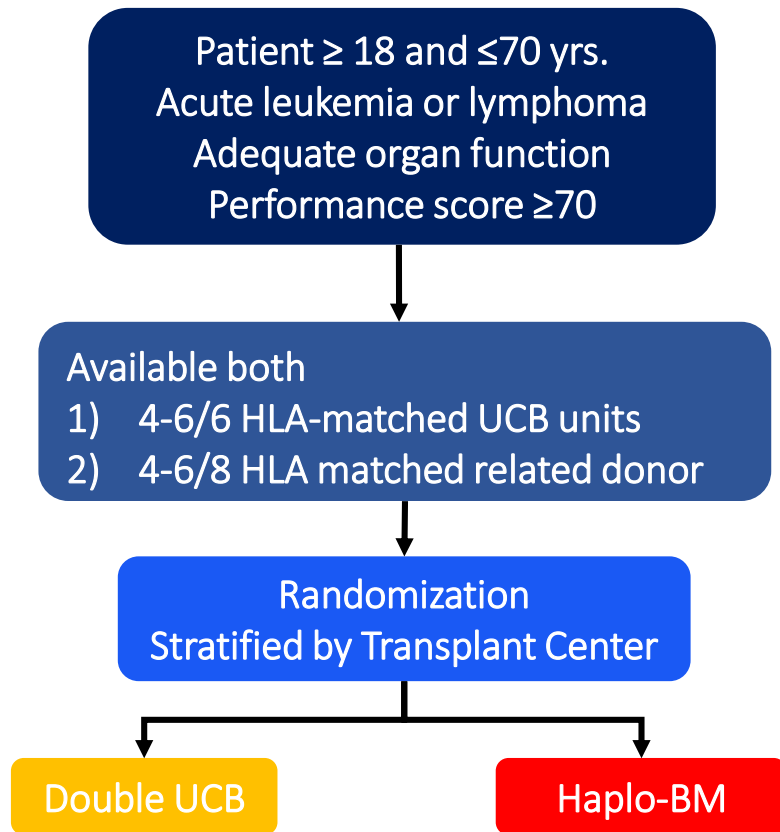 Patient ≥ 18 and ≤70 yrs.
Acute leukemia or lymphoma
Adequate organ function
Performance score ≥70
Available both
1) 4-6/6 HLA-matched UCB units
2) 4-6/8 HLA matched related donor
Randomization
Stratified by Transplant Center
Double UCB
Haplo-BM